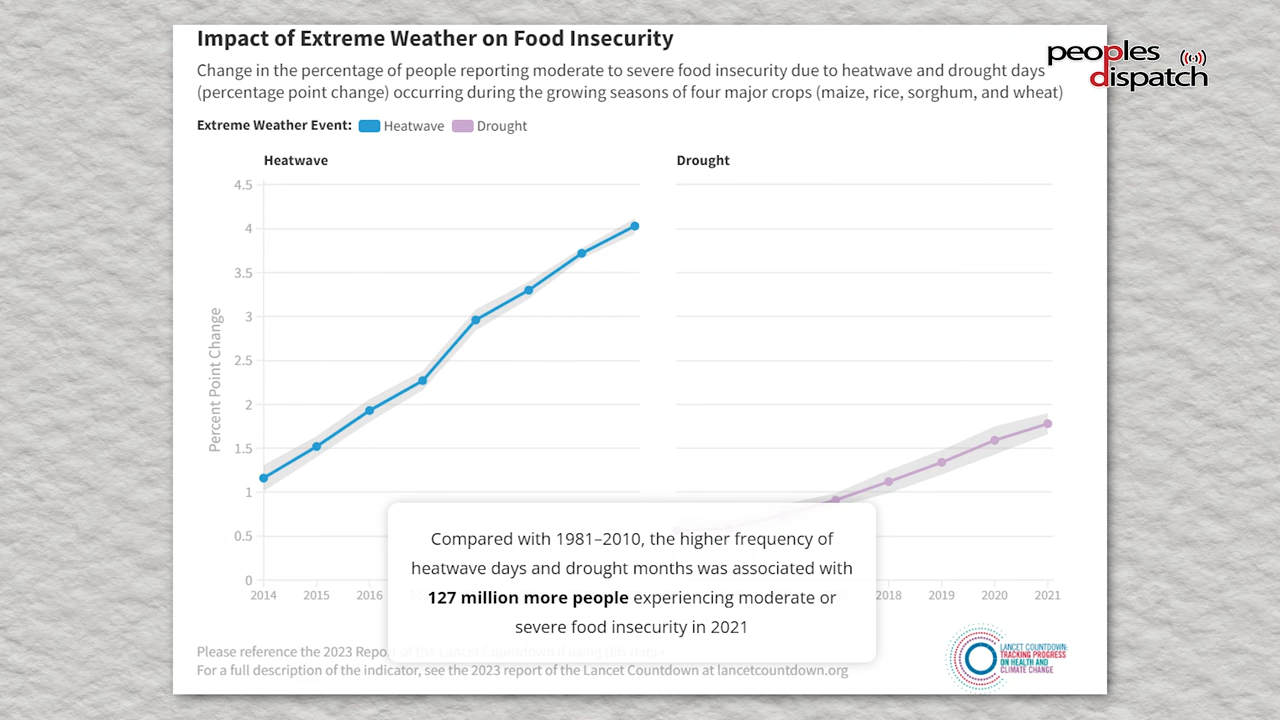 Impact of Extreme Weather on Food Insecurity
peoples
dispatch
Change in the percentage of people reporting moderate to severe food insecurity due to heatwave and drought days
(percentage point change) occurring during the growing seasons of four major crops (maize, rice, sorghum, and wheat)
Extreme Weather Event: Heatwave Drought
Heatwave
Drought
Percent Point Change
4.5
4
3.5
3
2.5
2
1.5
1
0.5
0
2014 2015 2016
2018 2019 2020 2021
Compared with 1981–2010, the higher frequency of
heatwave days and drought months was associated with
127 million more people experiencing moderate or
severe food insecurity in 2021
Please reference the 2023 Report of the Lancet Countdown if using this data
For a full description of the indicator, see the 2023 report of the Lancet Countdown at lancetcountdown.org
LANCET COUNTDOWN:
TRACKING PROGRESS
ON HEALTH AND
CLIMATE CHANGE